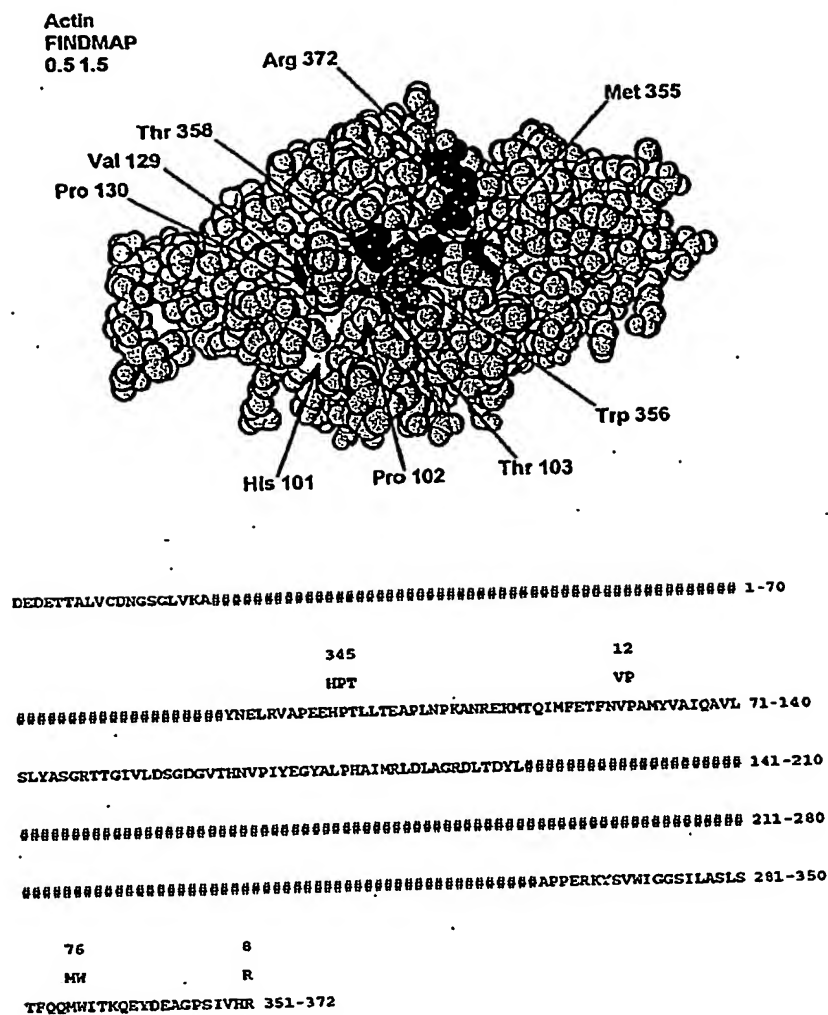 Actin
FINDMAP
0.5 1.5
Arg 372
Met 355
Thr 358
Val 129
Pro 130
Trp 356
Thr 103
Pro 102
His 101
DEDETTALVCDNGSGLVKA################################################### 1-70
345 12
HPT VP
####################YNELRVAPEEHPTLLTEAPLNPKANREKMTQIMFETFNVPAMYVAIQAVL 71-140
SLYASGRTTGIVLDSGDGVTHNVPIYEGYALPHAIMRLDLAGRDLTDYL##################### 141-210
###################################################################### 211-280
##################################################APPERKYSVWIGGSILASLS 281-350
76 8
MW R
TFQQMWITKQEYDEAGPSIVHR 351-372